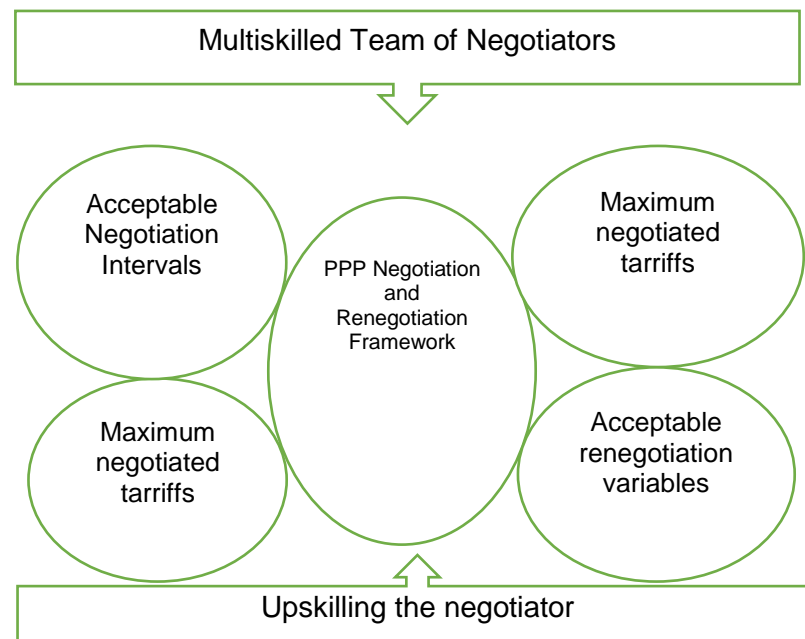 Multiskilled Team of Negotiators
Acceptable
Negotiation
Intervals
Maximum
negotiated
tarriffs
PPP Negotiation
and
Renegotiation
Framework
Maximum
negotiated
tarriffs
Acceptable
renegotiation
variables
Upskilling the negotiator